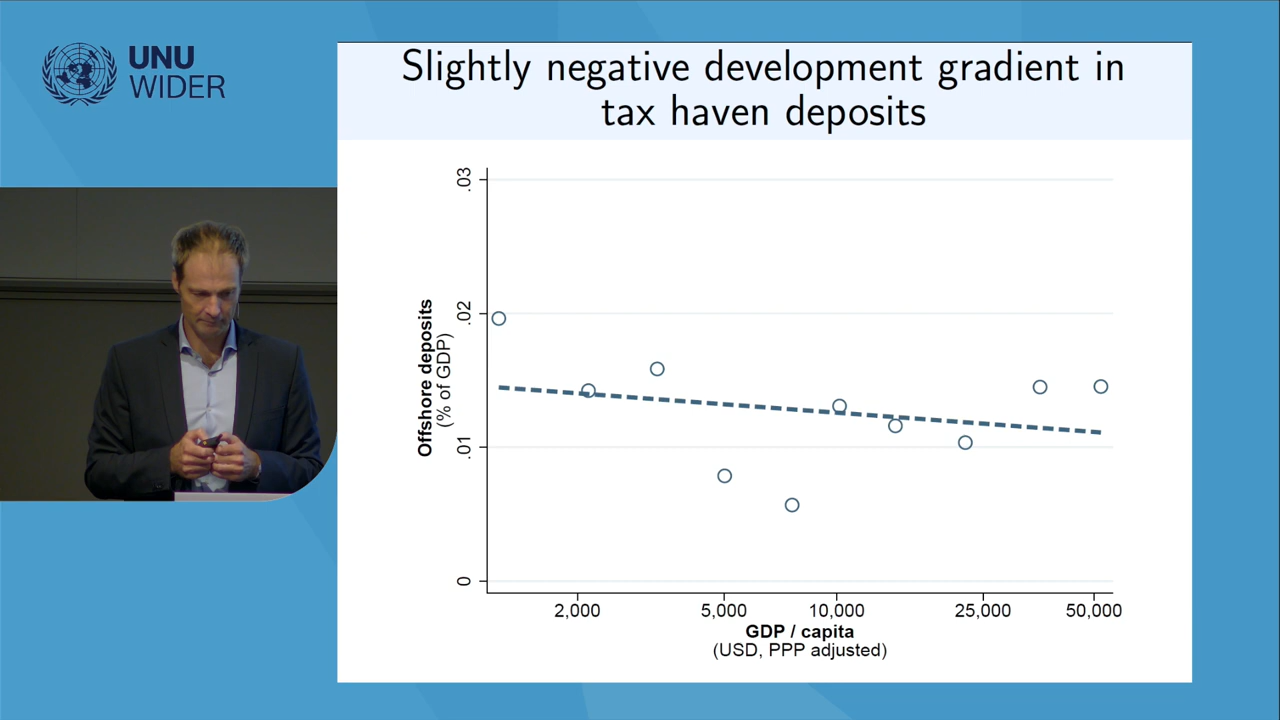 UNU
WIDER
Slightly negative development gradient in
tax haven deposits
Offshore deposits
(% of GDP)
.03
.02
.01
0
2,000
5,000
10,000
25,000
50,000
GDP / capita
(USD, PPP adjusted)